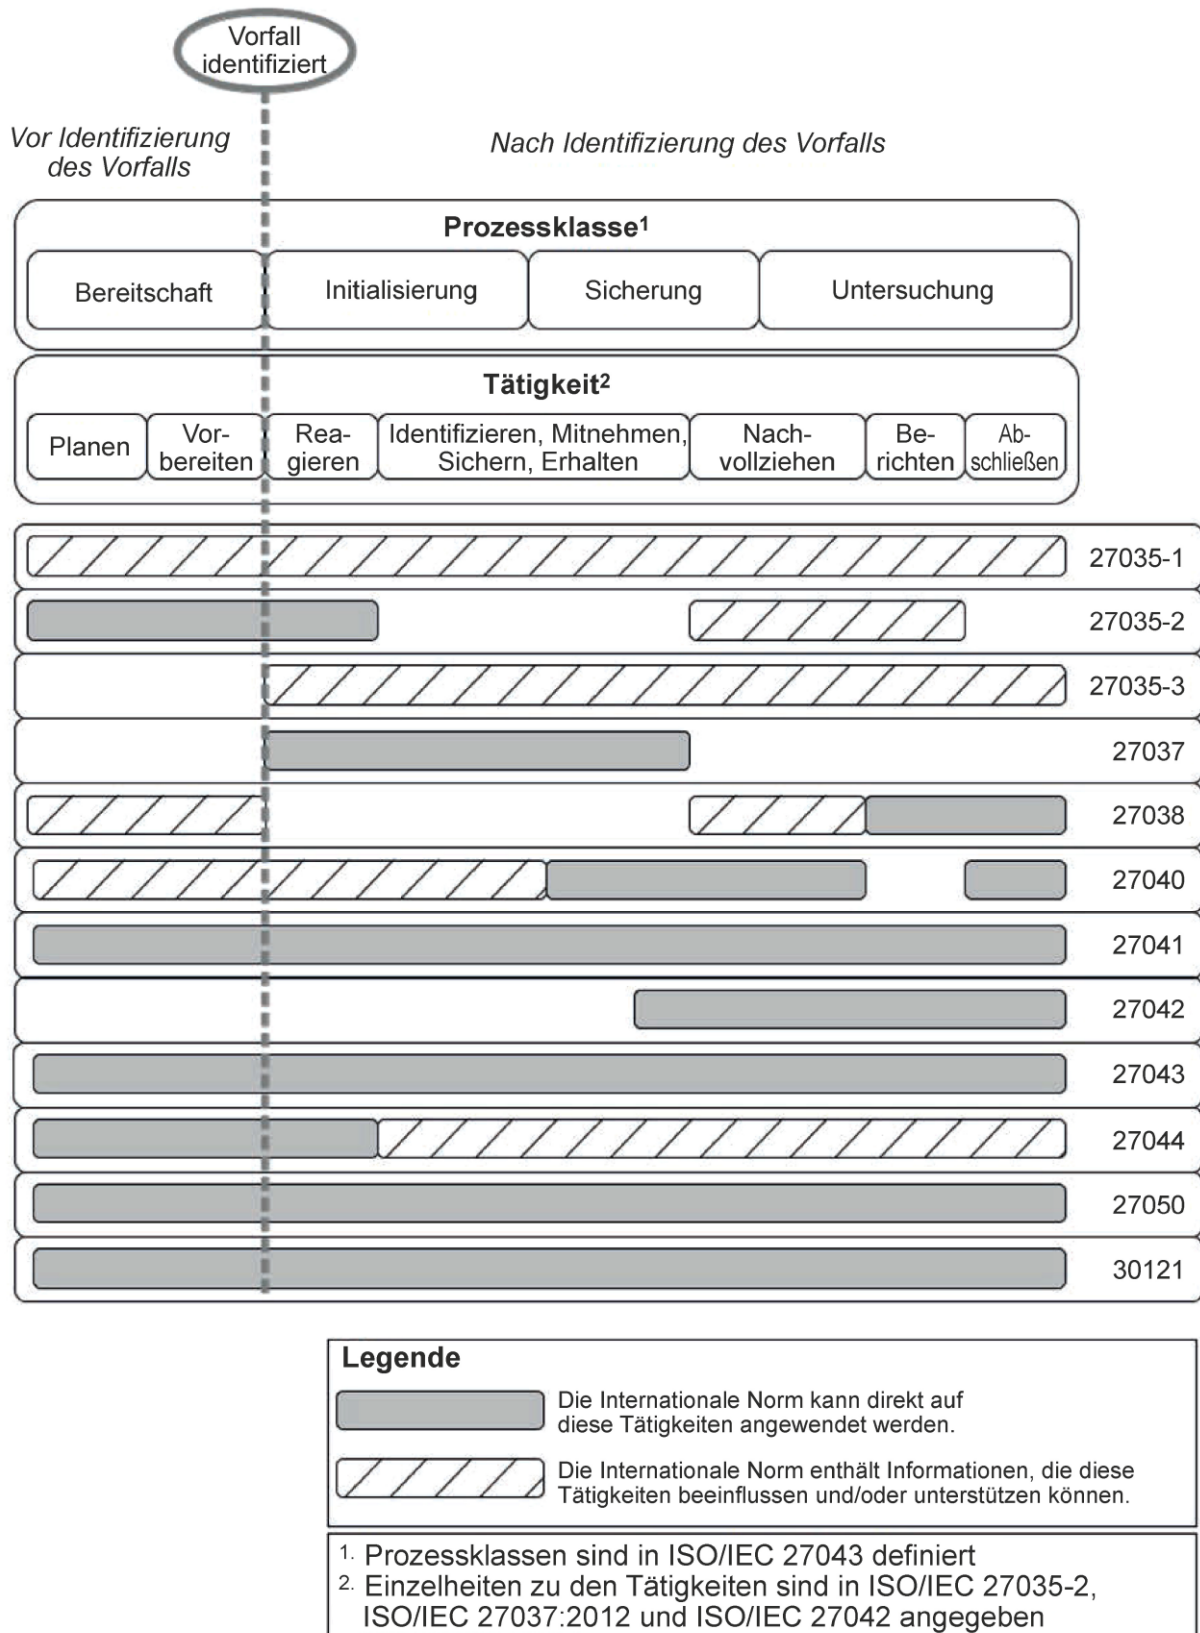 Vorfall
identifiziert
Vor Identifizierung
des Vorfalls
Nach Identifizierung des Vorfalls
Prozessklasse¹
Bereitschaft
Initialisierung
Sicherung
Untersuchung
Tätigkeit²
Planen
Vor-
bereiten
Rea-
gieren
Identifizieren, Mitnehmen,
Sichern, Erhalten
Nach-
vollziehen
Be-
richten
Ab-
schließen
27035-1
27035-2
27035-3
27037
27038
27040
27041
27042
27043
27044
27050
30121
Legende
Die Internationale Norm kann direkt auf
diese Tätigkeiten angewendet werden.
Die Internationale Norm enthält Informationen, die diese
Tätigkeiten beeinflussen und/oder unterstützen können.
1. Prozessklassen sind in ISO/IEC 27043 definiert
2. Einzelheiten zu den Tätigkeiten sind in ISO/IEC 27035-2,
ISO/IEC 27037:2012 und ISO/IEC 27042 angegeben